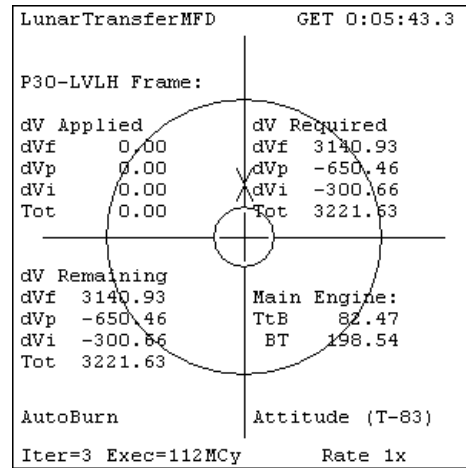 LunarTransferMFD GET 0:05:43.3
P30-LVLH Frame:
dV Applied dV Required
dVf 0.00 dVf 3140.93
dVp 0.00 dVp -650.46
dVi 0.00 dVi -300.66
Tot 0.00 Tot 3221.63
dV Remaining
dVf 3140.93 Main Engine:
dVp -650.46 TtB 82.47
dVi -300.66 BT 198.54
Tot 3221.63
AutoBurn Attitude (T-83)
Iter=3 Exec=112MCy Rate 1x